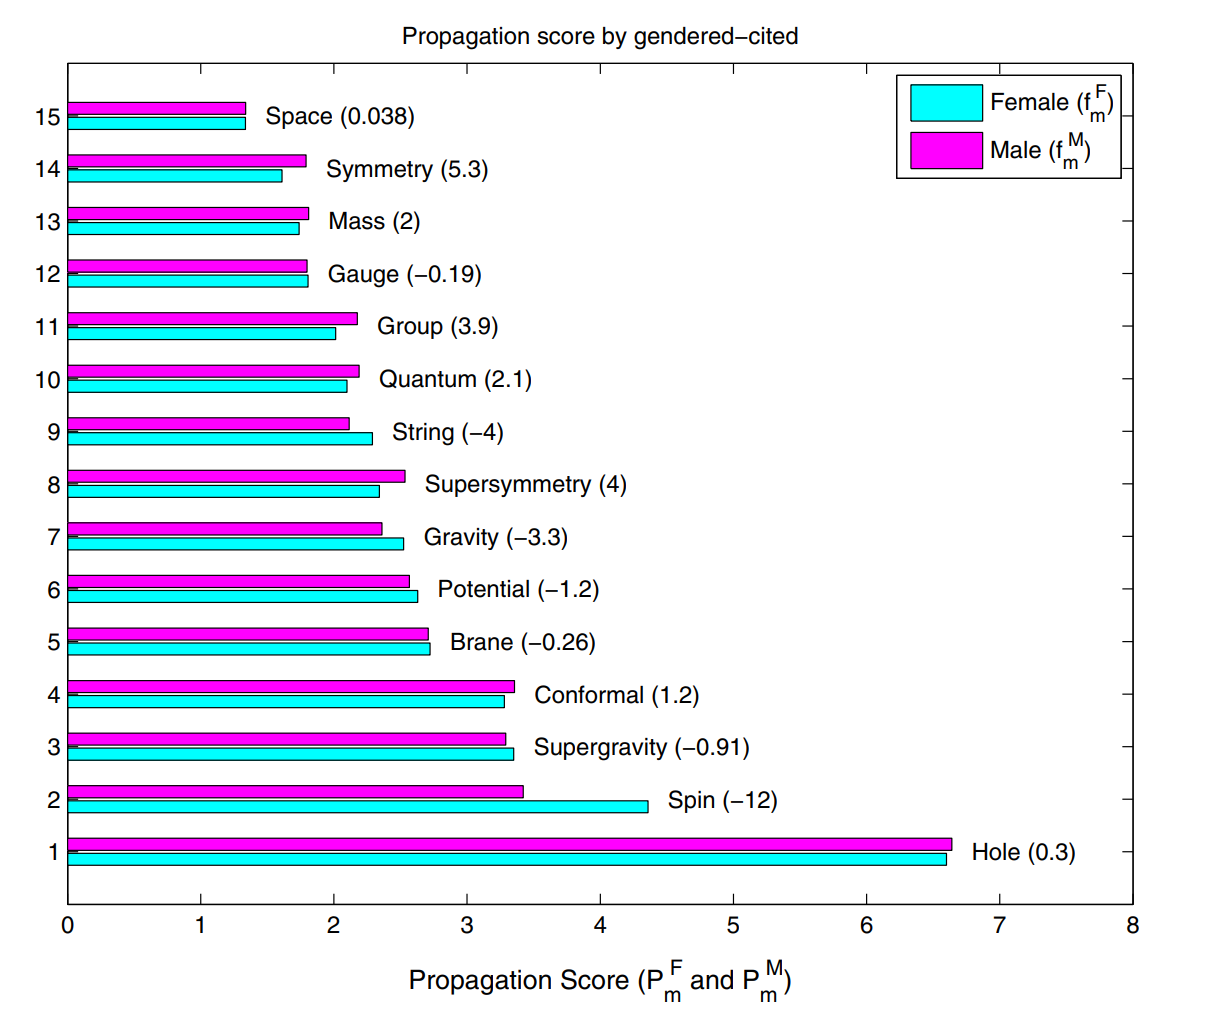 Propagation score by gendered−cited
Female (f_m^F)
Male (f_m^M)
15 Space (0.038)
14 Symmetry (5.3)
13 Mass (2)
12 Gauge (−0.19)
11 Group (3.9)
10 Quantum (2.1)
9 String (−4)
8 Supersymmetry (4)
7 Gravity (−3.3)
6 Potential (−1.2)
5 Brane (−0.26)
4 Conformal (1.2)
3 Supergravity (−0.91)
2 Spin (−12)
1 Hole (0.3)
0 1 2 3 4 5 6 7 8
Propagation Score (P_m^F and P_m^M)